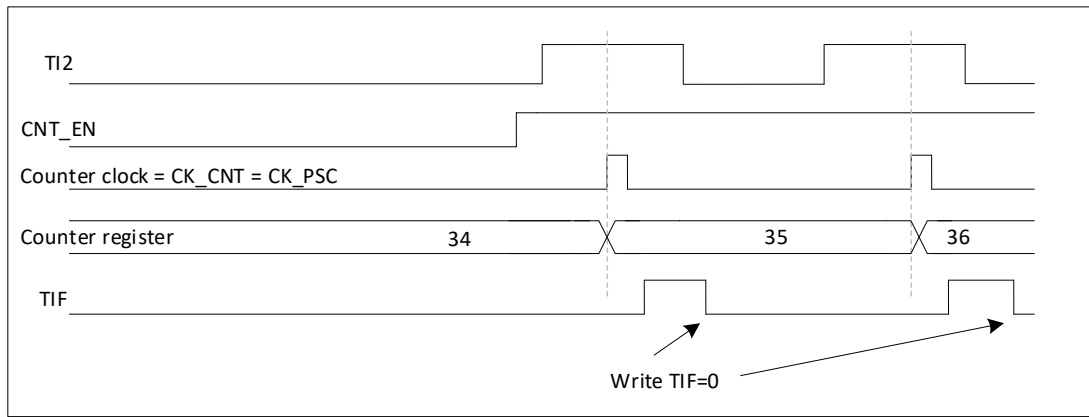 TI2
CNT_EN
Counter clock = CK_CNT = CK_PSC
Counter register 34 35 36
TIF
Write TIF=0